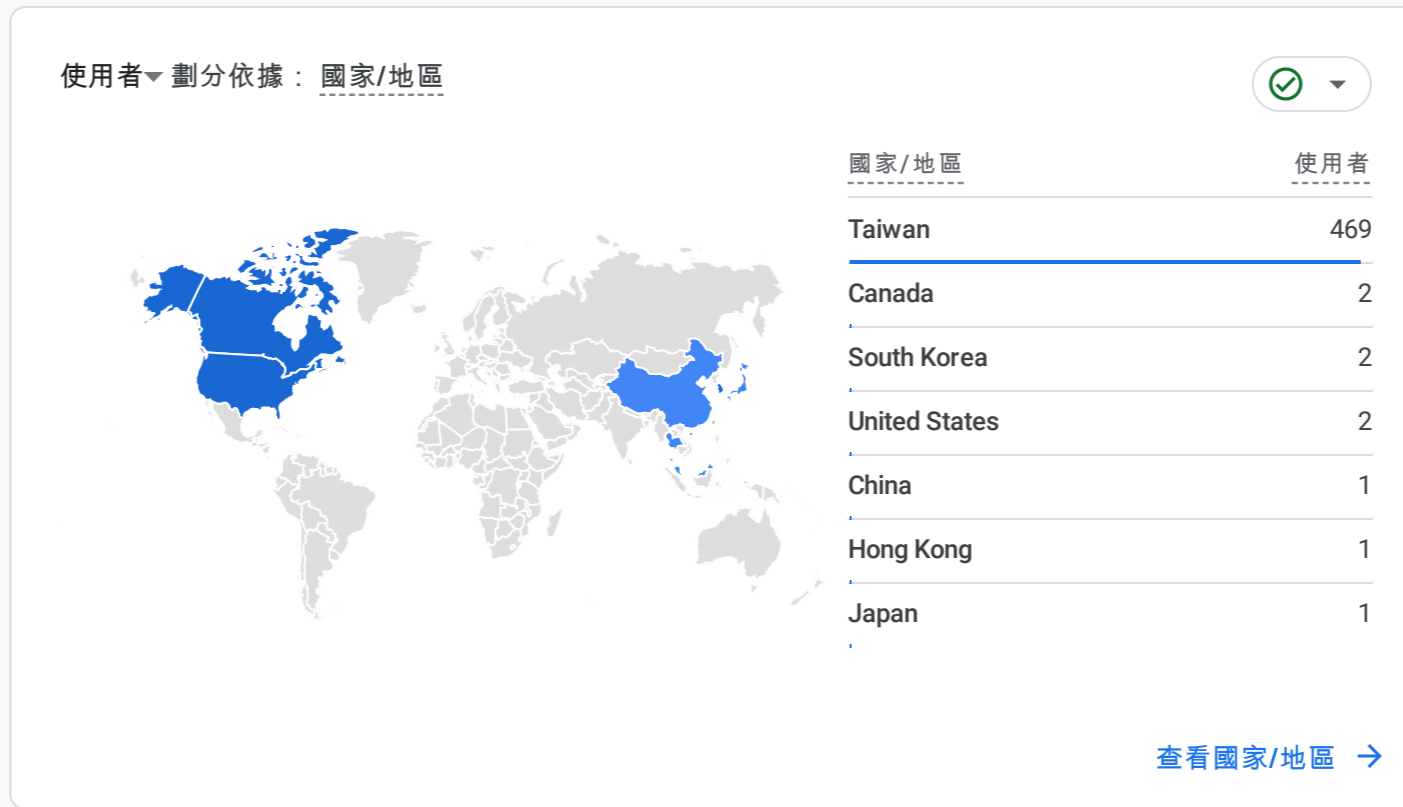 使用者 劃分依據： 國家/地區
國家/地區 使用者
Taiwan 469
Canada 2
South Korea 2
United States 2
China 1
Hong Kong 1
Japan 1
查看國家/地區